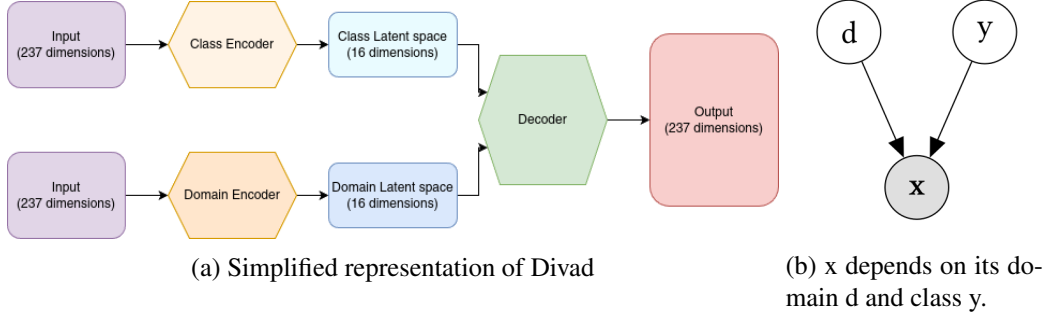 Input
(237 dimensions)
Class Encoder
Class Latent space
(16 dimensions)
Decoder
Output
(237 dimensions)
Input
(237 dimensions)
Domain Encoder
Domain Latent space
(16 dimensions)
(a) Simplified representation of Divad
d
y
x
(b) x depends on its do-
main d and class y.